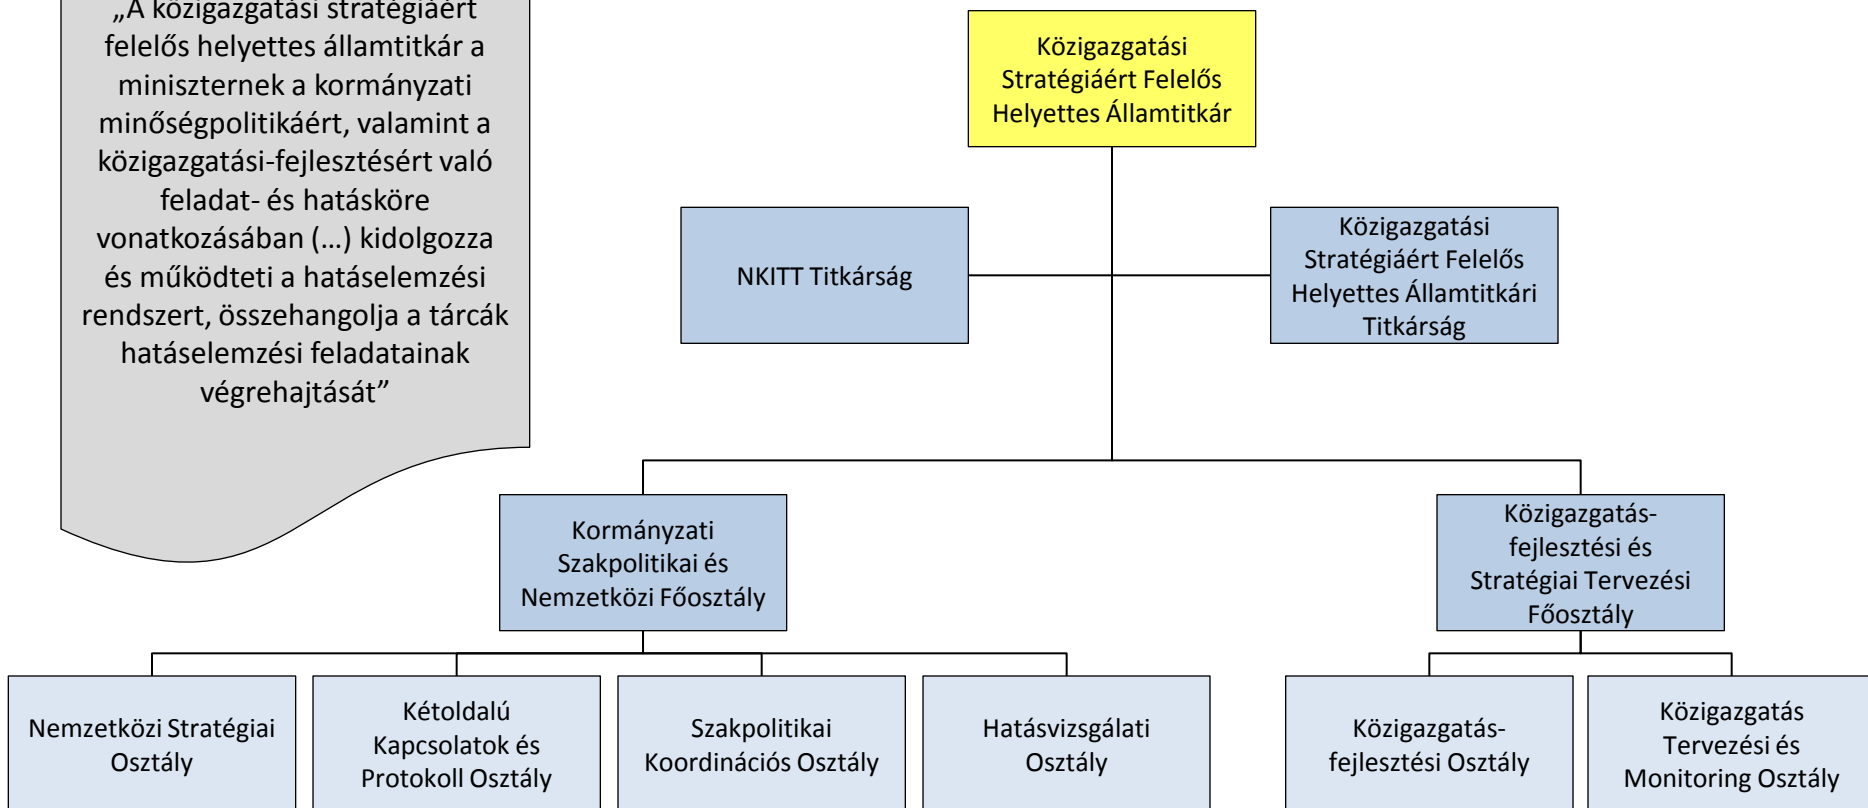 „A közigazgatási stratégiáért
felelős helyettes államtitkár a
miniszternek a kormányzati
minőségpolitikáért, valamint a
közigazgatási-fejlesztésért való
feladat- és hatásköre
vonatkozásában (…) kidolgozza
és működteti a hatáselemzési
rendszert, összehangolja a tárcák
hatáselemzési feladatainak
végrehajtását”
Közigazgatási
Stratégiáért Felelős
Helyettes Államtitkár
NKITT Titkárság
Közigazgatási
Stratégiáért Felelős
Helyettes Államtitkári
Titkárság
Kormányzati
Szakpolitikai és
Nemzetközi Főosztály
Közigazgatás-
fejlesztési és
Stratégiai Tervezési
Főosztály
Nemzetközi Stratégiai
Osztály
Kétoldalú
Kapcsolatok és
Protokoll Osztály
Szakpolitikai
Koordinációs Osztály
Hatásvizsgálati
Osztály
Közigazgatás-
fejlesztési Osztály
Közigazgatás
Tervezési és
Monitoring Osztály